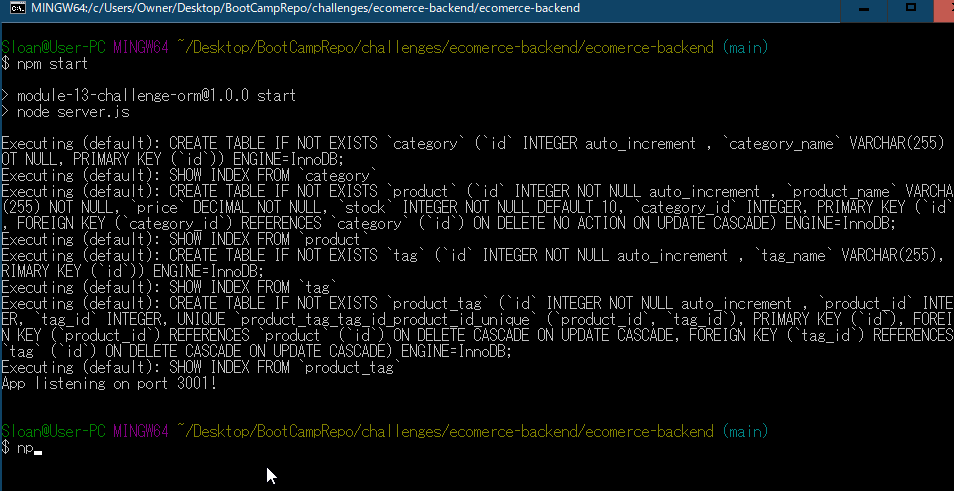 MINGW64:/c/Users/Owner/Desktop/BootCampRepo/challenges/ecomerce-backend/ecomerce-backend
Sloan@User-PC MINGW64 ~/Desktop/BootCampRepo/challenges/ecomerce-backend/ecomerce-backend (main)
$ npm start
> module-13-challenge-orm@1.0.0 start
> node server.js
Executing (default): CREATE TABLE IF NOT EXISTS `category` (`id` INTEGER auto_increment , `category_name` VARCHAR(255)
OT NULL, PRIMARY KEY (`id`)) ENGINE=InnoDB;
Executing (default): SHOW INDEX FROM `category`
Executing (default): CREATE TABLE IF NOT EXISTS `product` (`id` INTEGER NOT NULL auto_increment , `product_name` VARCHA
(255) NOT NULL, `price` DECIMAL NOT NULL, `stock` INTEGER NOT NULL DEFAULT 10, `category_id` INTEGER, PRIMARY KEY (`id`
, FOREIGN KEY (`category_id`) REFERENCES `category` (`id`) ON DELETE NO ACTION ON UPDATE CASCADE) ENGINE=InnoDB;
Executing (default): SHOW INDEX FROM `product`
Executing (default): CREATE TABLE IF NOT EXISTS `tag` (`id` INTEGER NOT NULL auto_increment , `tag_name` VARCHAR(255),
RIMARY KEY (`id`)) ENGINE=InnoDB;
Executing (default): SHOW INDEX FROM `tag`
Executing (default): CREATE TABLE IF NOT EXISTS `product_tag` (`id` INTEGER NOT NULL auto_increment , `product_id` INTE
ER, `tag_id` INTEGER, UNIQUE `product_tag_tag_id_product_id_unique` (`product_id`, `tag_id`), PRIMARY KEY (`id`), FOREI
N KEY (`product_id`) REFERENCES `product` (`id`) ON DELETE CASCADE ON UPDATE CASCADE, FOREIGN KEY (`tag_id`) REFERENCES
`tag` (`id`) ON DELETE CASCADE ON UPDATE CASCADE) ENGINE=InnoDB;
Executing (default): SHOW INDEX FROM `product_tag`
App listening on port 3001!
Sloan@User-PC MINGW64 ~/Desktop/BootCampRepo/challenges/ecomerce-backend/ecomerce-backend (main)
$ np